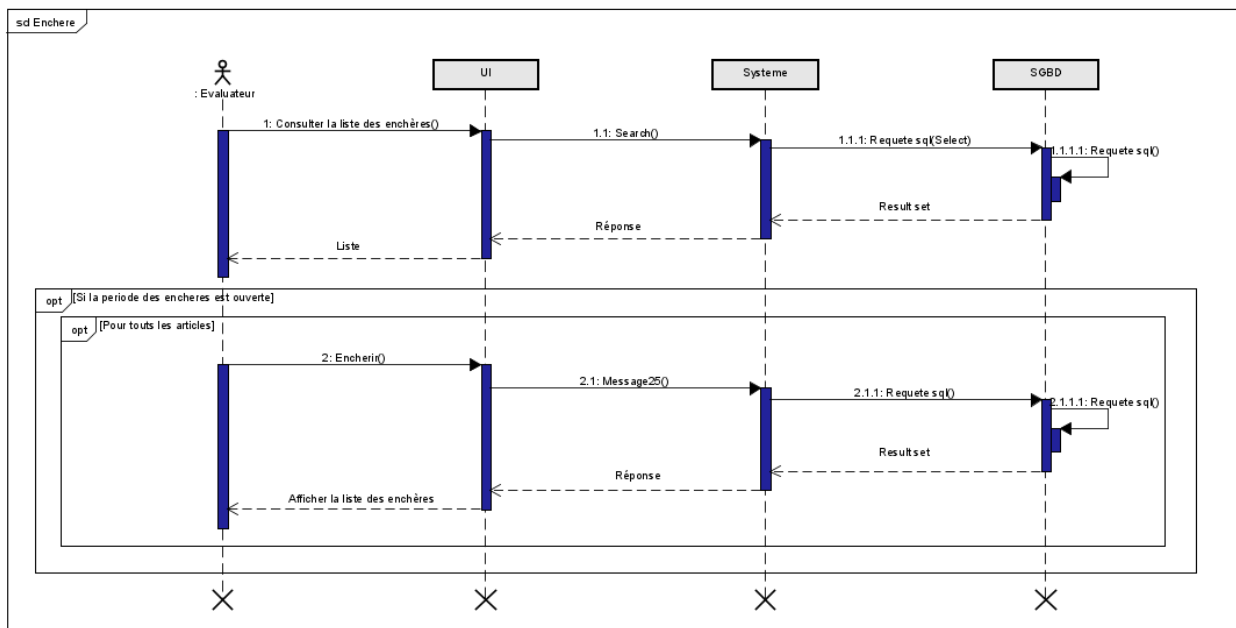 sd Enchere
: Evaluateur
UI
Systeme
SGBD
1: Consulter la liste des enchères()
1.1: Search()
1.1.1: Requete sql(Select)
1.1.1.1: Requete sql()
Result set
Réponse
Liste
opt [Si la periode des encheres est ouverte]
opt [Pour touts les articles]
2: Encherir()
2.1: Message25()
2.1.1: Requete sql()
2.1.1.1: Requete sql()
Result set
Réponse
Afficher la liste des enchères